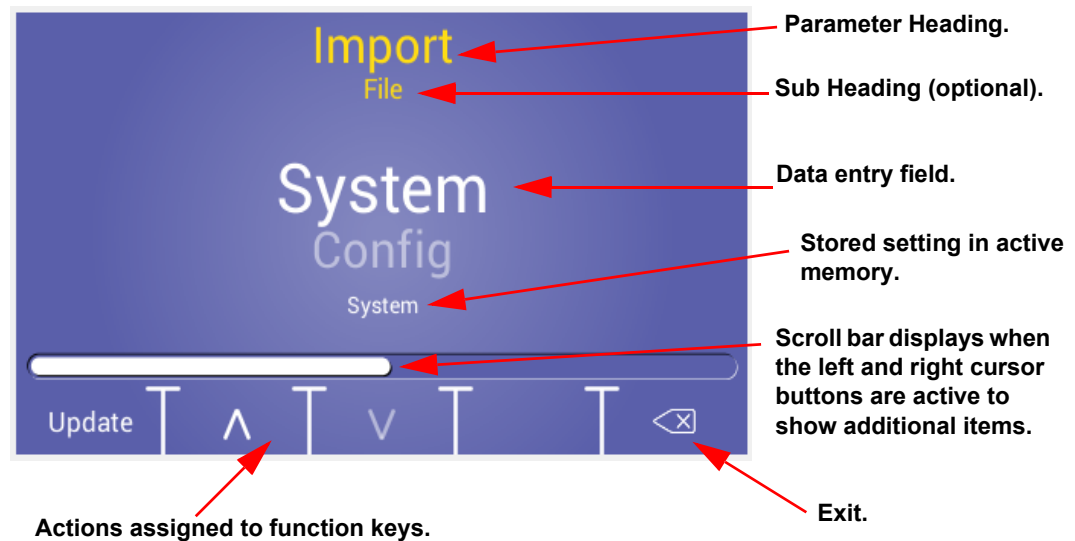 Import
File
System
Config
System
Update
Parameter Heading.
Sub Heading (optional).
Data entry field.
Stored setting in active
memory.
Scroll bar displays when
the left and right cursor
buttons are active to
show additional items.
Exit.
Actions assigned to function keys.